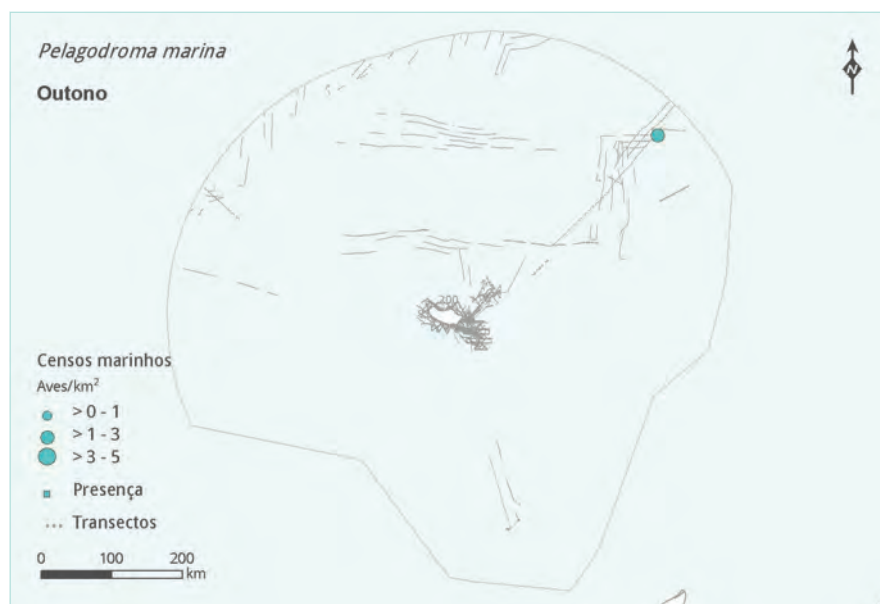 Pelagodroma marina
Outono
N
200
Censos marinhos
Aves/km²
> 0 - 1
> 1 - 3
> 3 - 5
Presença
Transectos
0 100 200
km